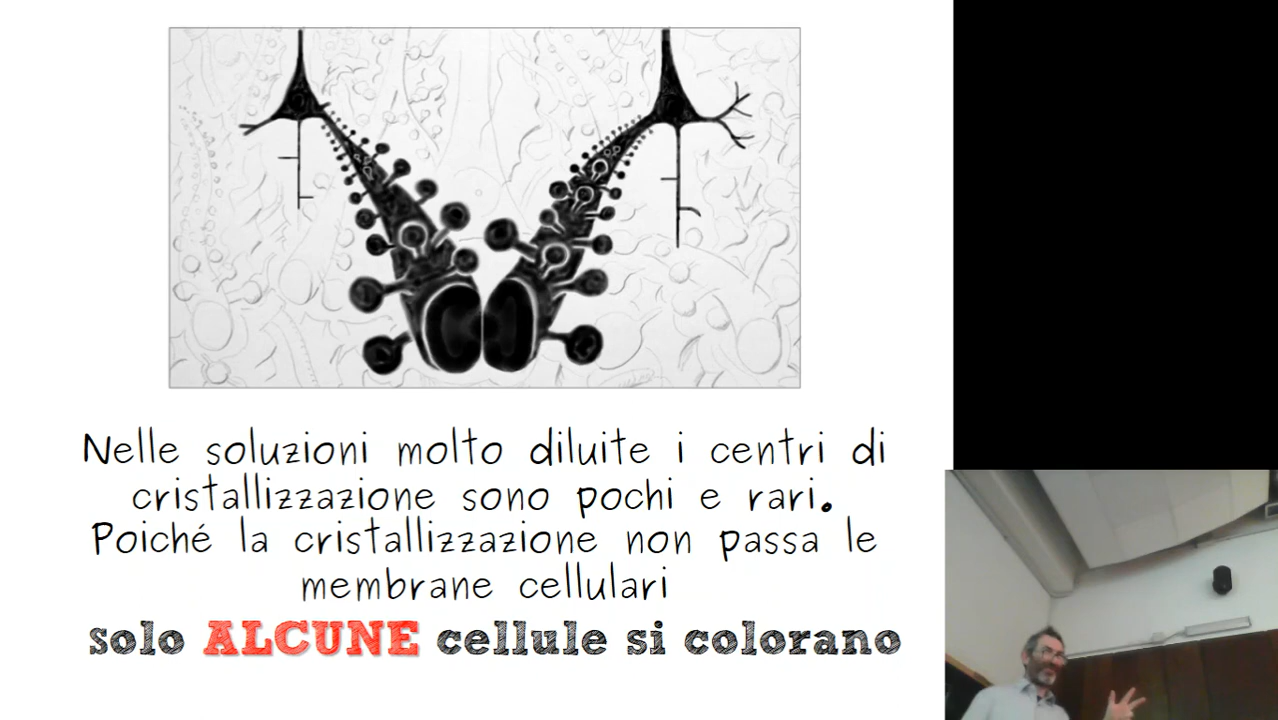 Nelle soluzioni molto diluite i centri di
cristallizzazione sono pochi e rari.
Poiché la cristallizzazione non passa le
membrane cellulari
solo ALCUNE cellule si colorano